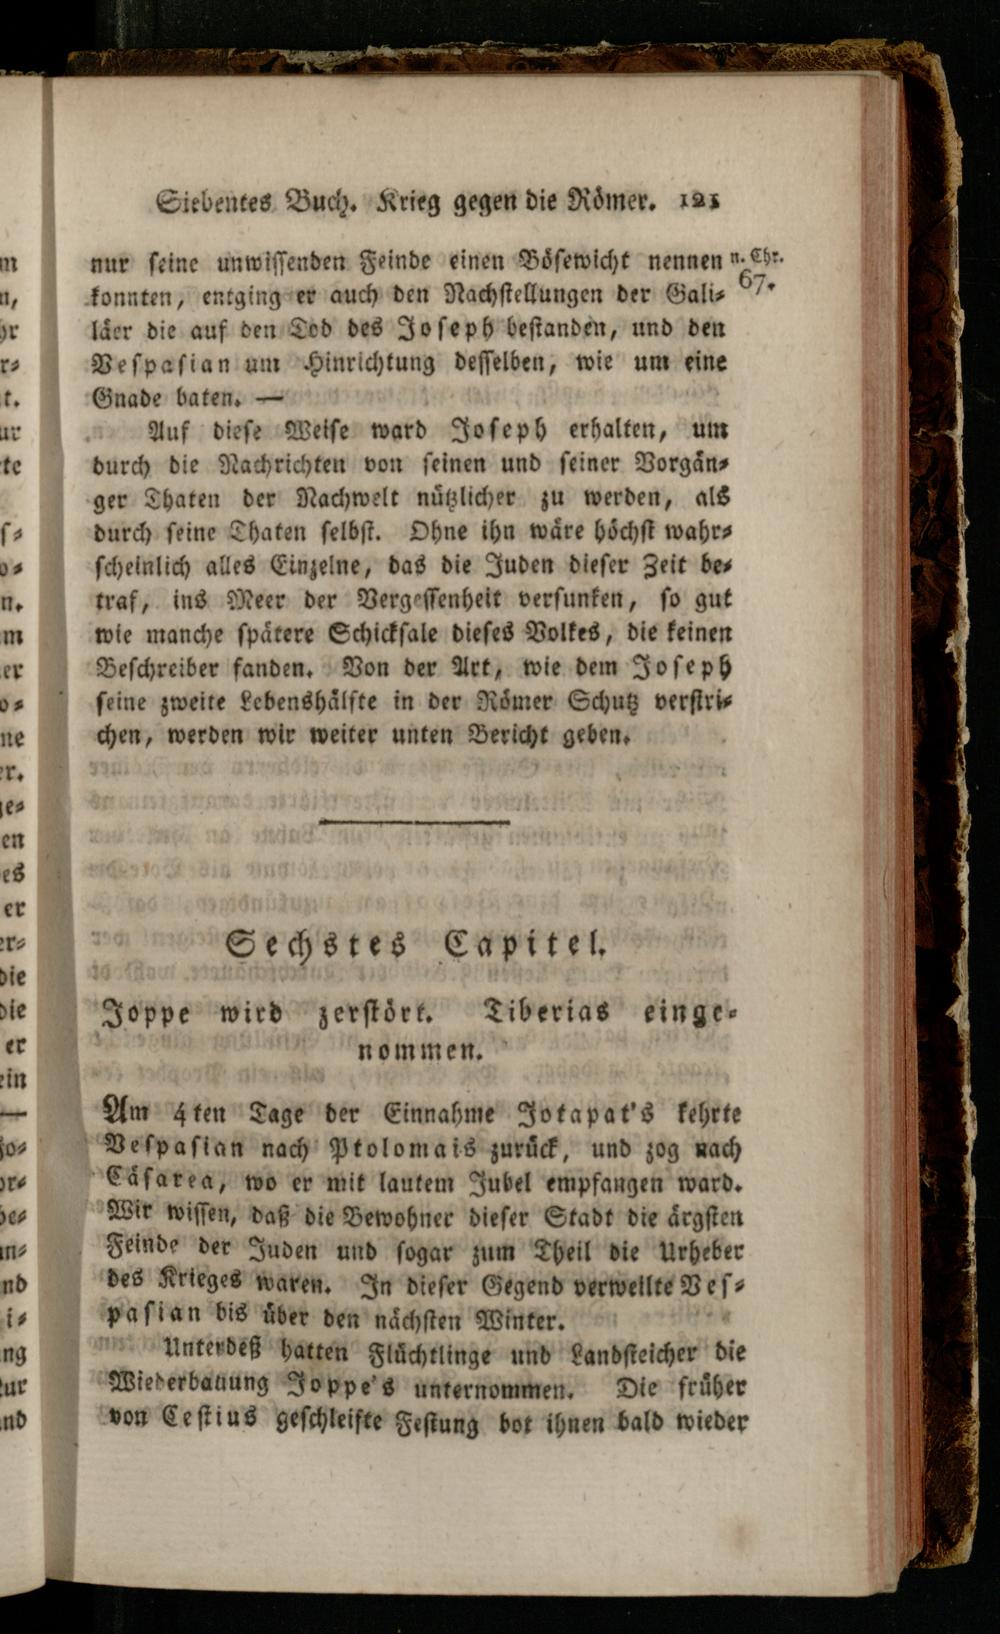 Siebentes Buch. Krieg gegen die Römer. 121
nur seine unwissenden Feinde einen Bösewicht nennen n. Chr.
konnten, entging er auch den Nachstellungen der Gali- 67.
läer die auf den Tod des Joseph bestanden, und den
Vespasian um Hinrichtung desselben, wie um eine
Gnade baten. —
Auf diese Weise ward Joseph erhalten, um
durch die Nachrichten von seinen und seiner Vorgän-
ger Thaten der Nachwelt nützlicher zu werden, als
durch seine Thaten selbst. Ohne ihn wäre höchst wahr-
scheinlich alles Einzelne, das die Juden dieser Zeit be-
traf, ins Meer der Vergessenheit versunken, so gut
wie manche spätere Schicksale dieses Volkes, die keinen
Beschreiber fanden. Von der Art, wie dem Joseph
seine zweite Lebenshälfte in der Römer Schutz verstri-
chen, werden wir weiter unten Bericht geben.
Sechstes Capitel.
Joppe wird zerstört. Tiberias einge-
nommen.
Am 4ten Tage der Einnahme Jotapat's kehrte
Vespasian nach Ptolomais zurück, und zog nach
Cäsarea, wo er mit lautem Jubel empfangen ward.
Wir wissen, daß die Bewohner dieser Stadt die ärgsten
Feinde der Juden und sogar zum Theil die Urheber
des Krieges waren. In dieser Gegend verweilte Ves-
pasian bis über den nächsten Winter.
Unterdeß hatten Flüchtlinge und Landsteicher die
Wiederbauung Joppe's unternommen. Die früher
von Cestius geschleifte Festung bot ihnen bald wieder